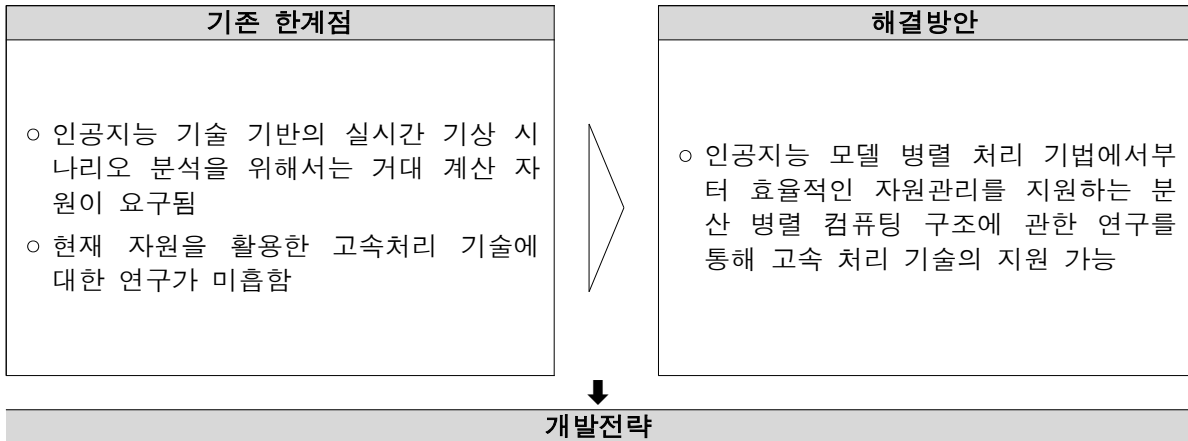 기존 한계점
○ 인공지능 기술 기반의 실시간 기상 시
나리오 분석을 위해서는 거대 계산 자
원이 요구됨
○ 현재 자원을 활용한 고속처리 기술에
대한 연구가 미흡함
해결방안
○ 인공지능 모델 병렬 처리 기법에서부
터 효율적인 자원관리를 지원하는 분
산 병렬 컴퓨팅 구조에 관한 연구를
통해 고속 처리 기술의 지원 가능
개발전략